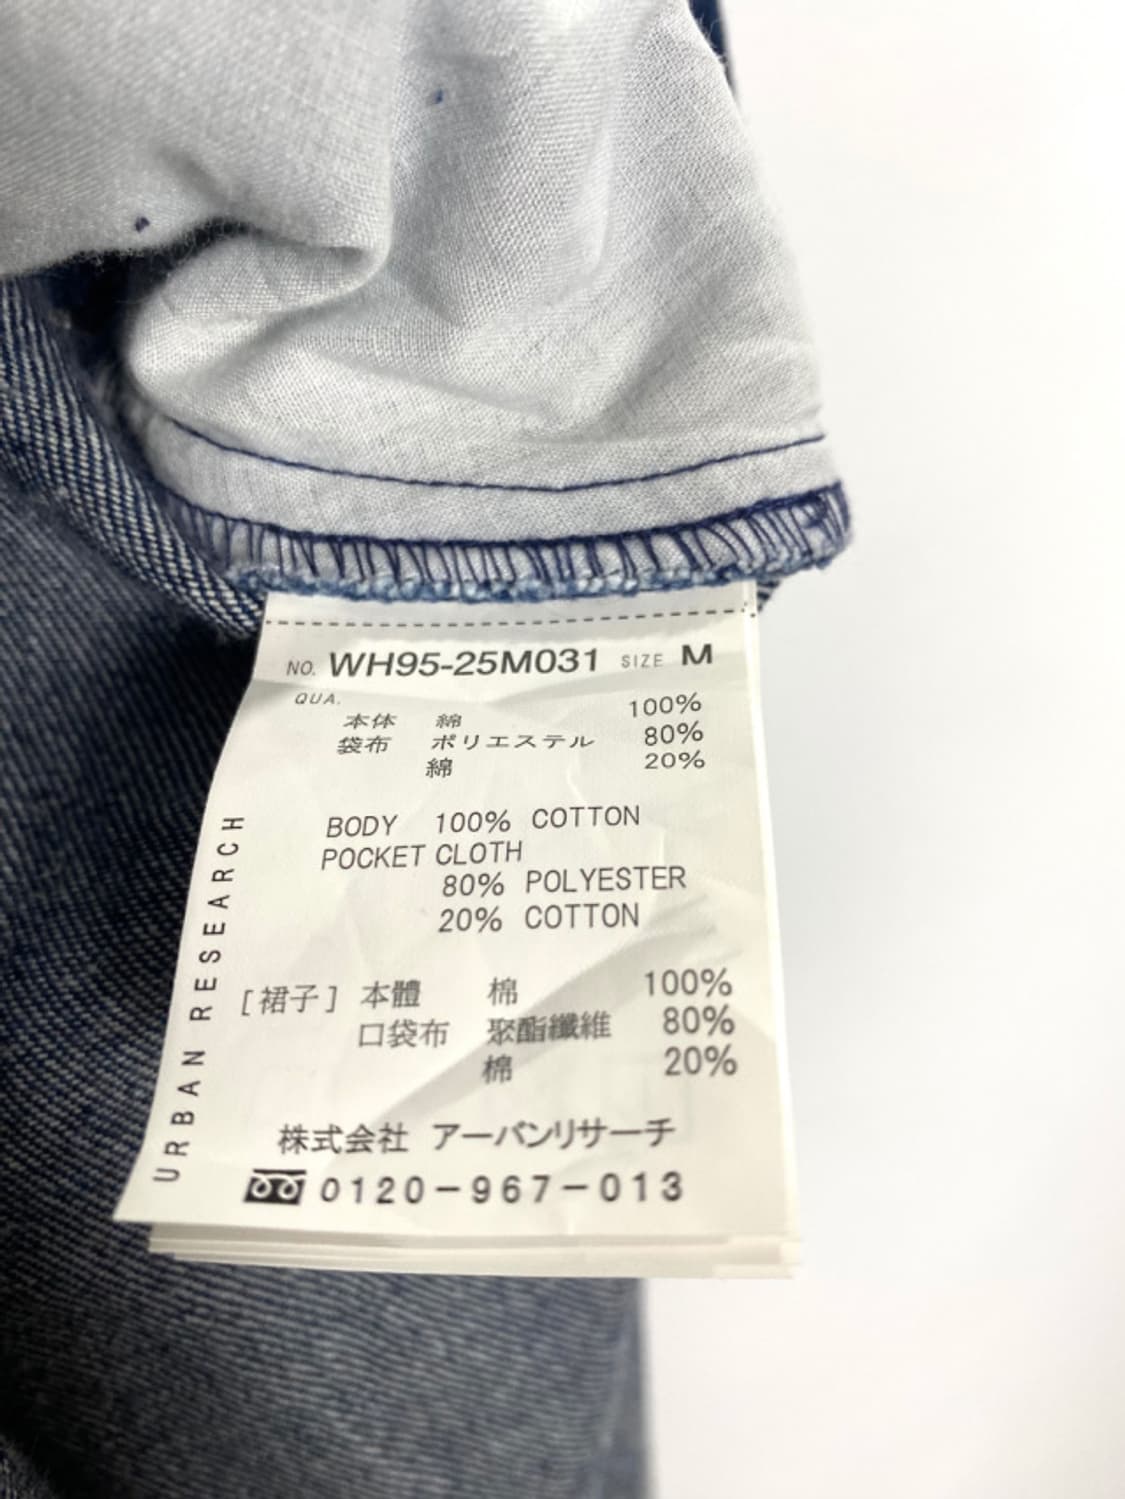 NO. WH95-25M031 SIZE M
QUA.
本体 綿 100%
袋布 ポリエステル 80%
綿 20%
BODY 100% COTTON
POCKET CLOTH
80% POLYESTER
20% COTTON
[裙子] 本體 棉 100%
口袋布 聚酯纖維 80%
棉 20%
株式会社 アーバンリサーチ
0120-967-013
URBAN RESEARCH